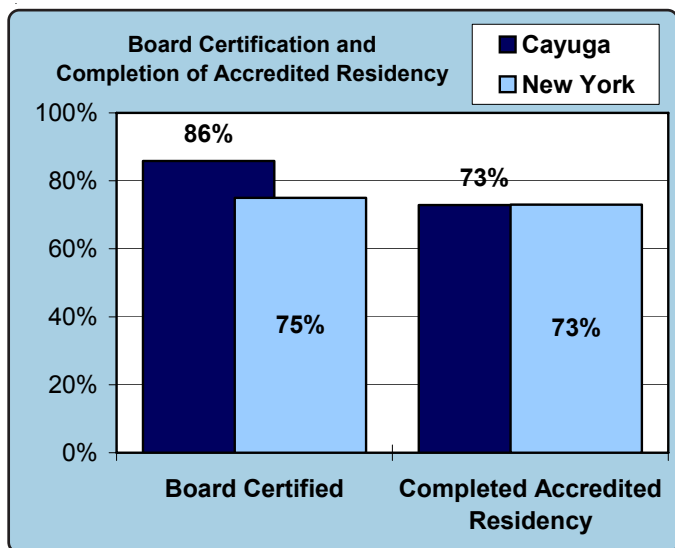 Board Certification and
Completion of Accredited Residency
Cayuga
New York
100%
80%
60%
40%
20%
0%
86%
75%
73%
73%
Board Certified
Completed Accredited
Residency